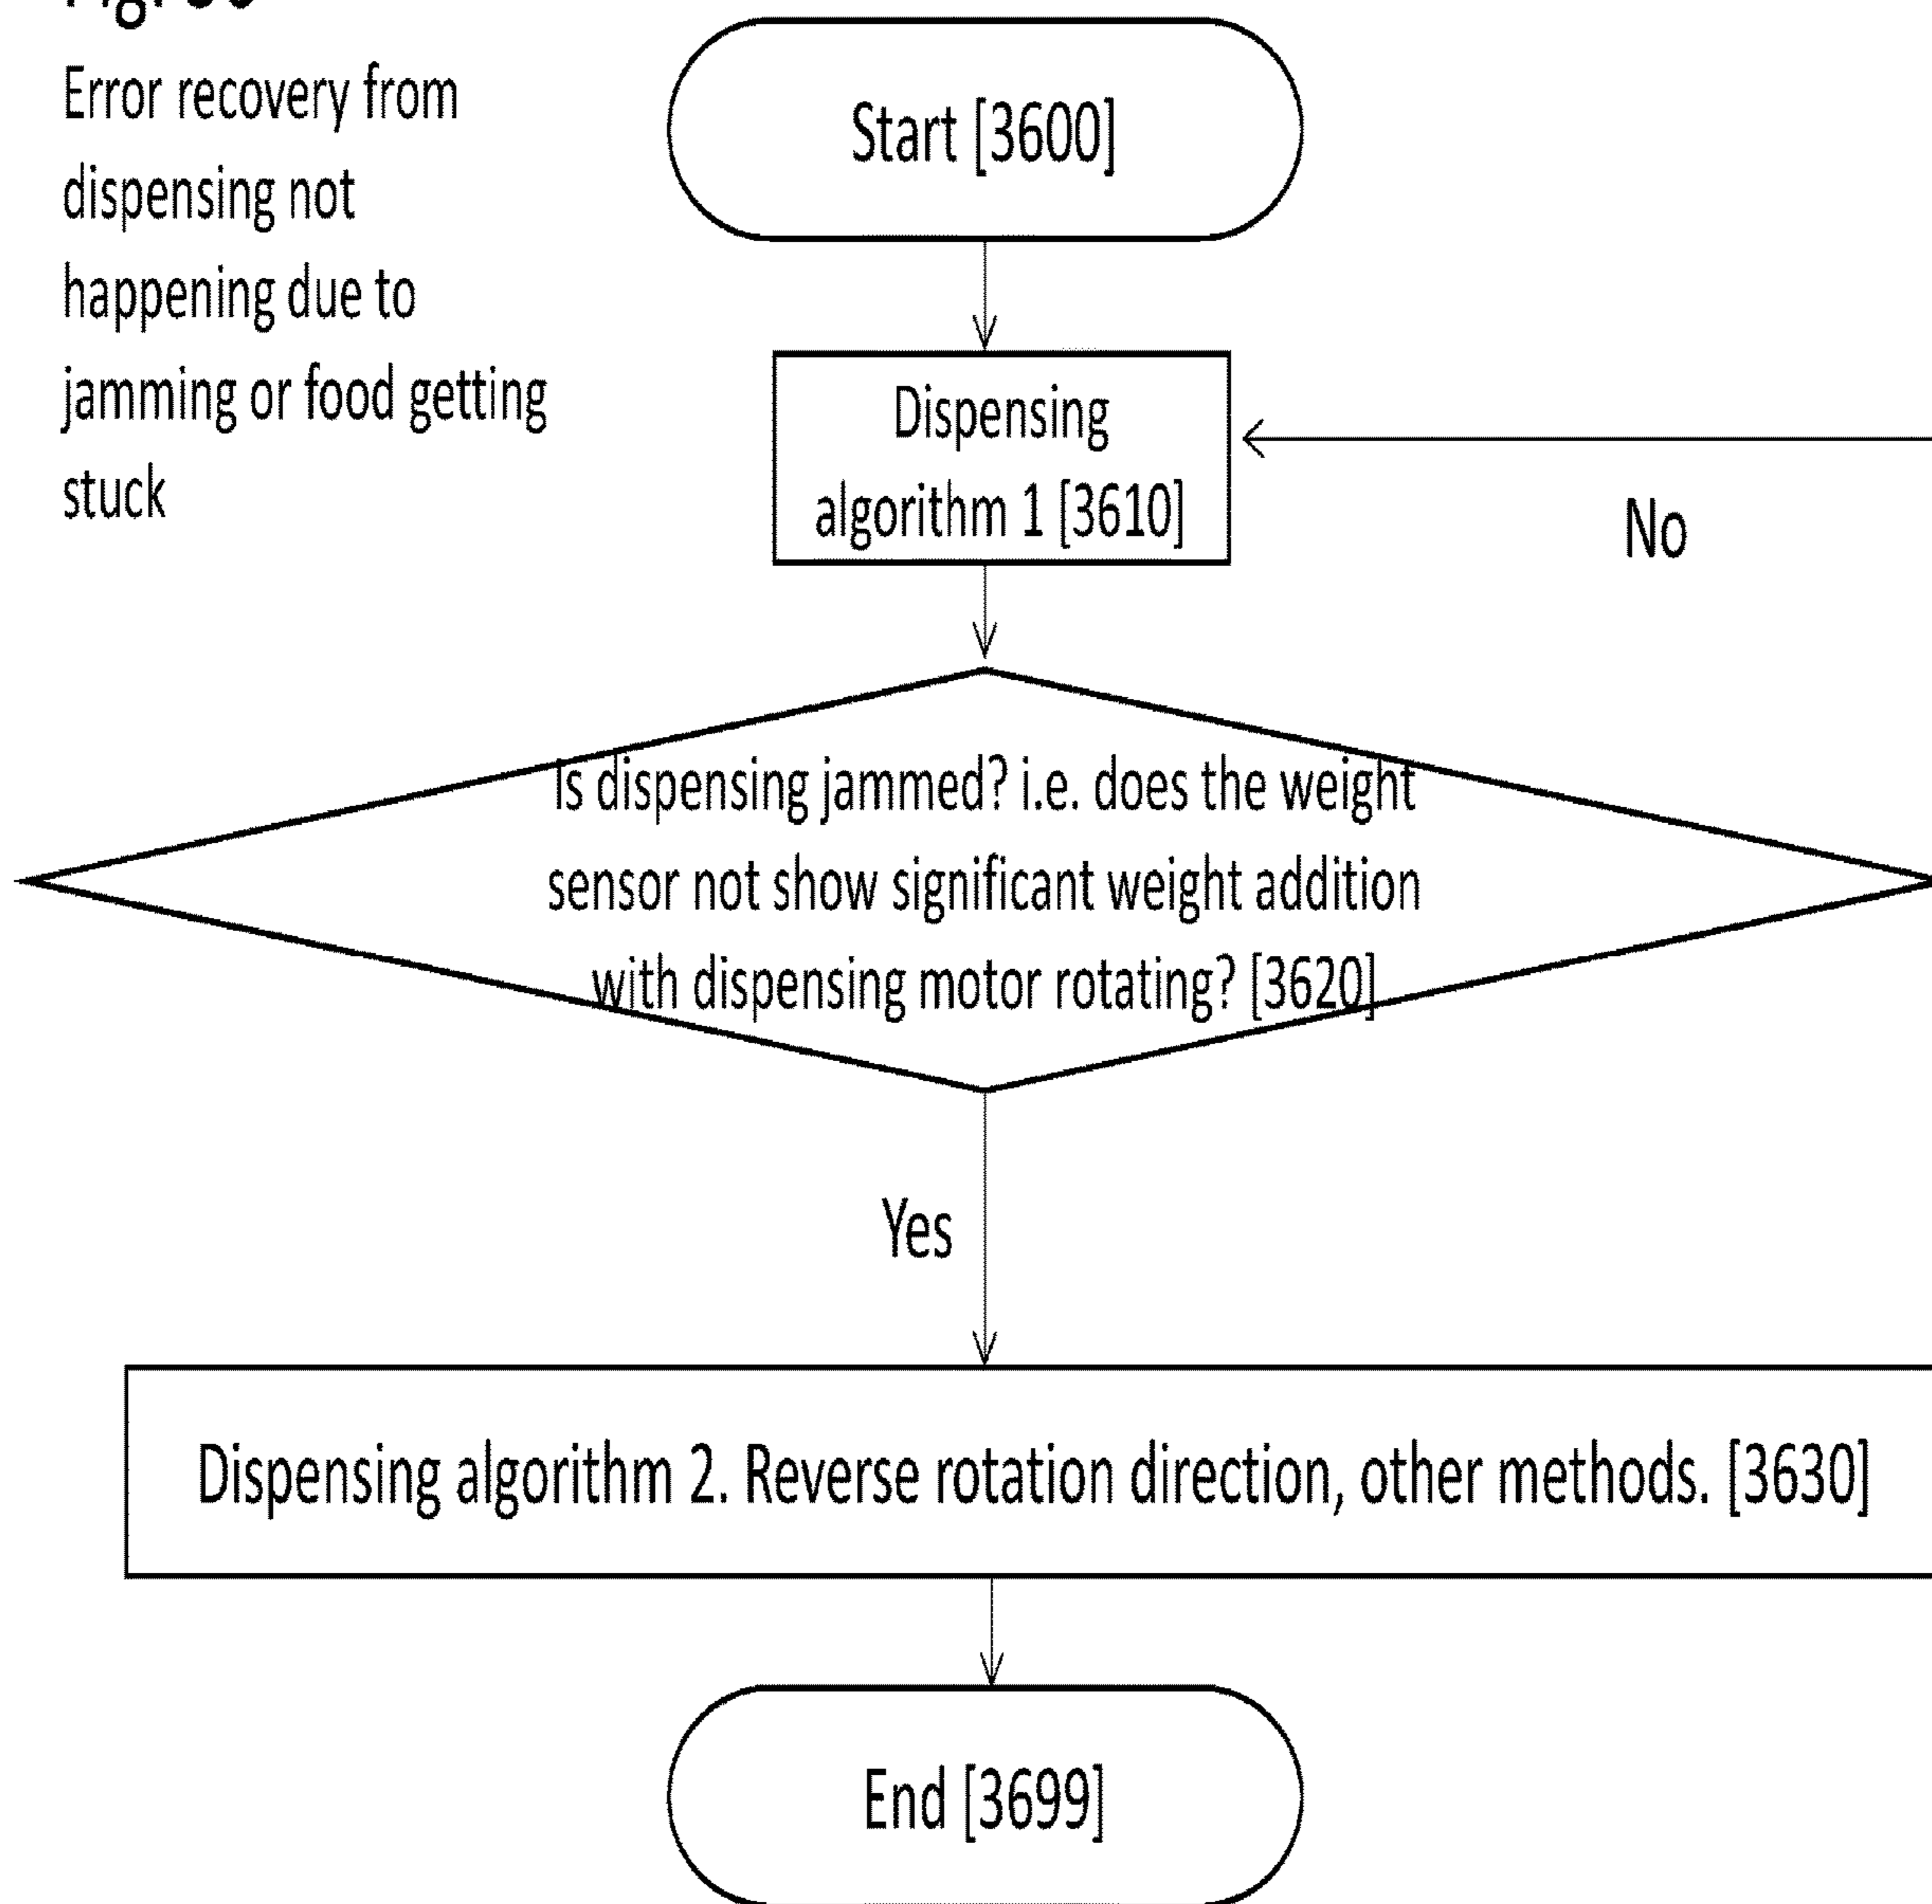 Error recovery from
dispensing not
happening due to
jamming or food getting
stuck
Start [3600]
Dispensing
algorithm 1 [3610]
No
Is dispensing jammed? i.e. does the weight
sensor not show significant weight addition
with dispensing motor rotating? [3620]
Yes
Dispensing algorithm 2. Reverse rotation direction, other methods. [3630]
End [3699]